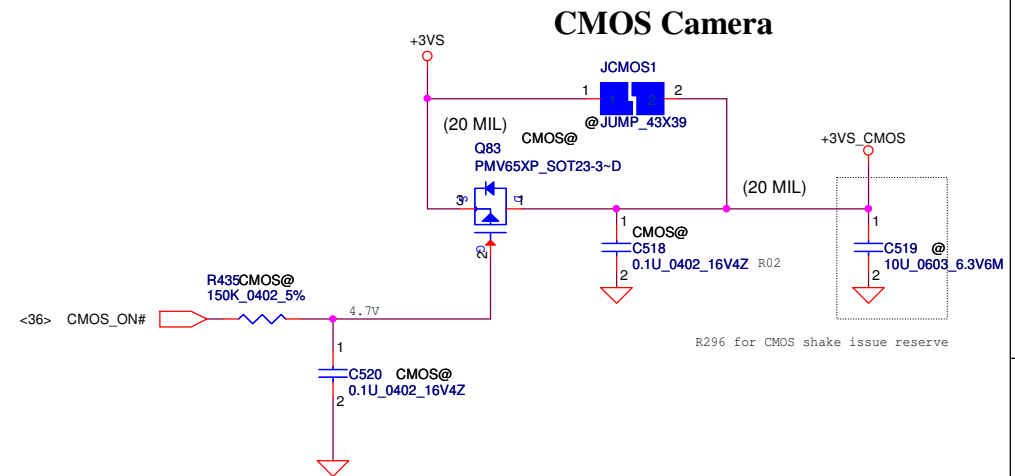 CMOS Camera
+3VS
JCMOS1
1
1 2
2
@ JUMP_43X39
(20 MIL)
CMOS@
Q83
PMV65XP_SOT23-3~D
+3VS_CMOS
3
S
D
1
G
2
(20 MIL)
1
CMOS@
C518
0.1U_0402_16V4Z
R02
2
1
C519 @
10U_0603_6.3V6M
2
R435 CMOS@
150K_0402_5%
<36> CMOS_ON#
4.7V
R296 for CMOS shake issue reserve
1
C520 CMOS@
0.1U_0402_16V4Z
2